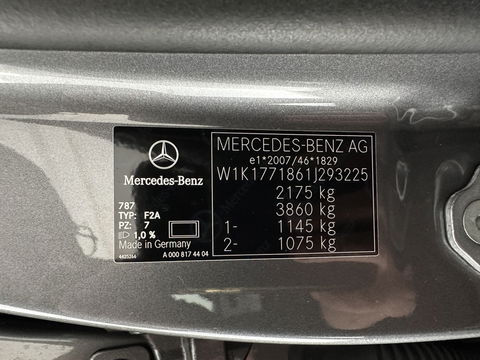 MERCEDES-BENZ AG
e1*2007/46*1829
W1K1771861J293225
2175 kg
3860 kg
1- 1145 kg
2- 1075 kg
Mercedes-Benz
787
TYP: F2A
PZ: 7
1,0 %
Made in Germany
4625266 A 000 817 44 04